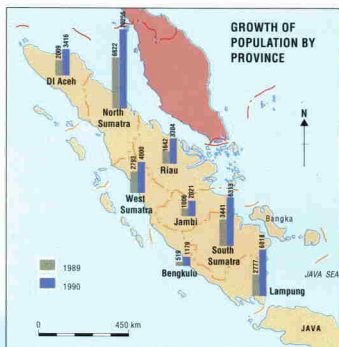 GROWTH OF
POPULATION BY
PROVINCE
2009
3416
DI Aceh
6622
North
Sumatra
N
1642
3304
Riau
2793
4000
West
Sumatra
2021
Jambi
3441
6313
South
Sumatra
Bangka
519
1179
Bengkulu
2777
6018
Lampung
JAVA SEA
JAVA
1989
1990
0
450 km